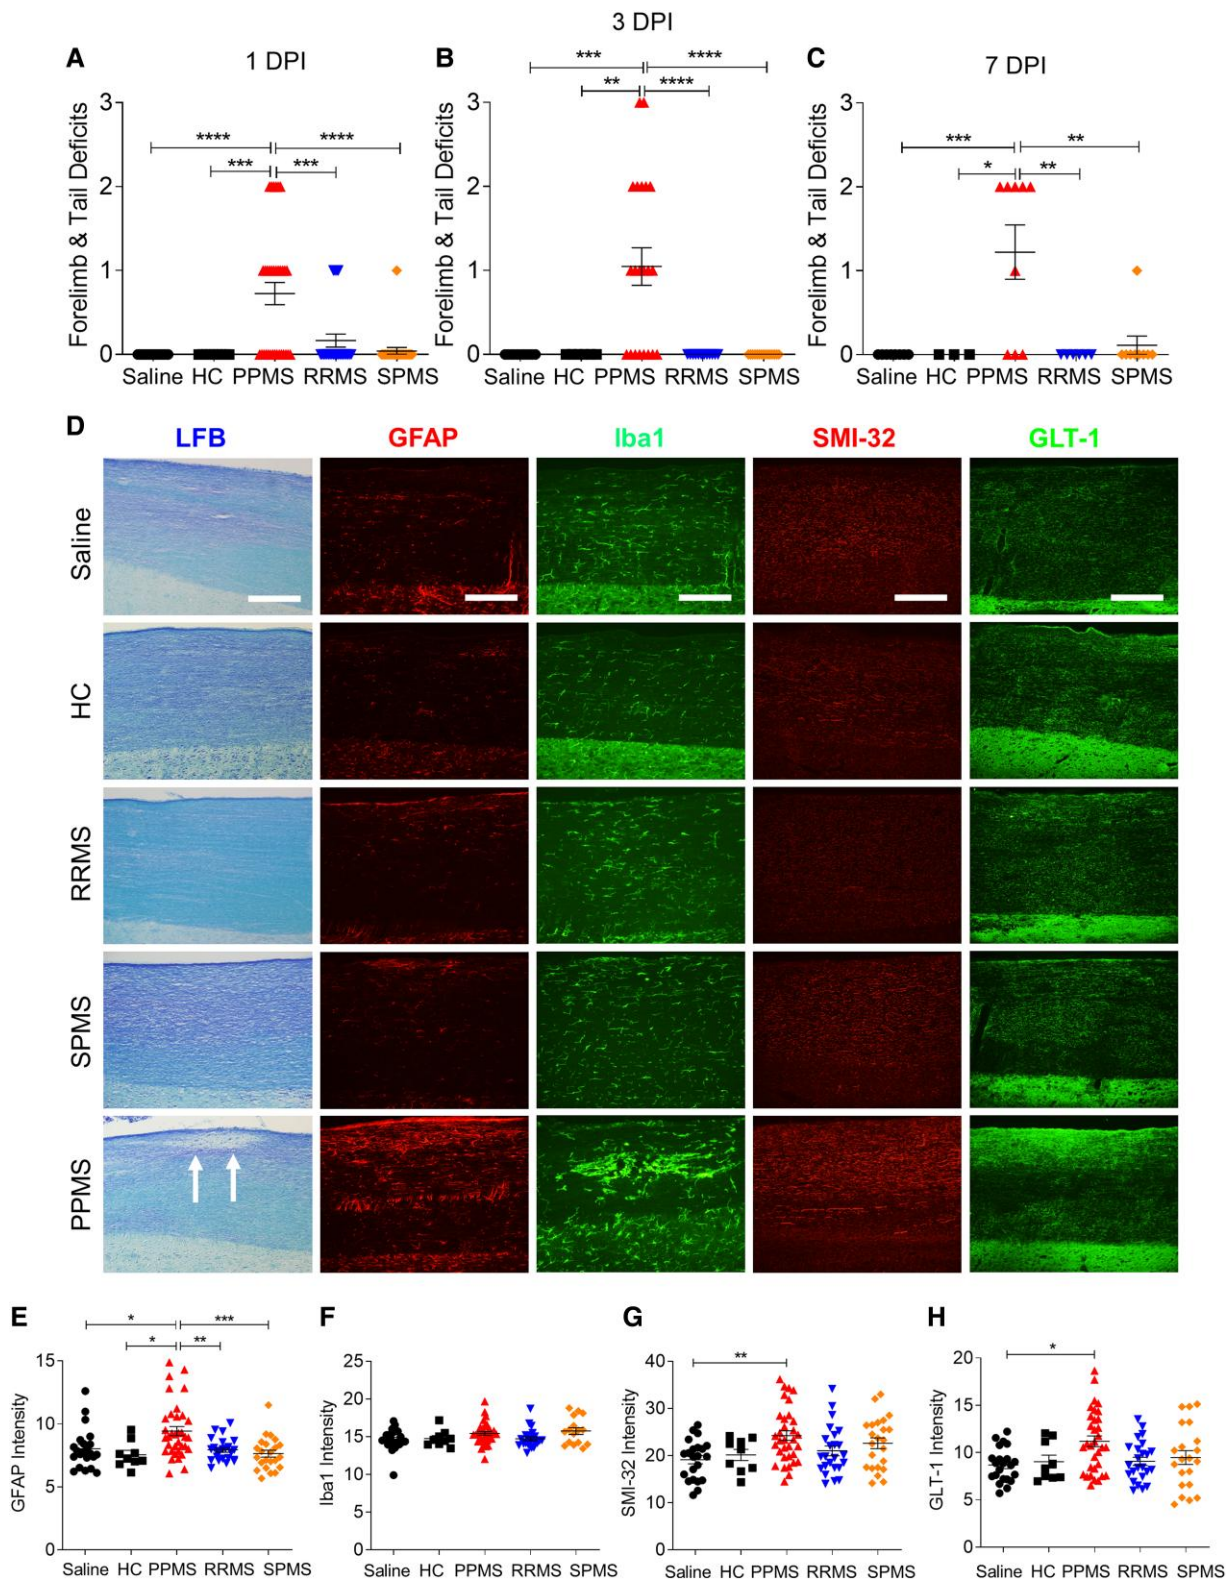 3 DPI
A 1 DPI
B
C 7 DPI
*** ****
** ****
**** ****
*** ***
*** **
* **
Forelimb & Tail Deficits
3
2
1
0
Saline HC PPMS RRMS SPMS
Forelimb & Tail Deficits
3
2
1
0
Saline HC PPMS RRMS SPMS
Forelimb & Tail Deficits
3
2
1
0
Saline HC PPMS RRMS SPMS
D
LFB GFAP Iba1 SMI-32 GLT-1
Saline
HC
RRMS
SPMS
PPMS
E
* ***
* **
GFAP Intensity
15
10
5
0
Saline HC PPMS RRMS SPMS
F
Iba1 Intensity
25
20
15
10
5
0
Saline HC PPMS RRMS SPMS
G
**
SMI-32 Intensity
40
30
20
10
0
Saline HC PPMS RRMS SPMS
H
*
GLT-1 Intensity
20
15
10
5
0
Saline HC PPMS RRMS SPMS